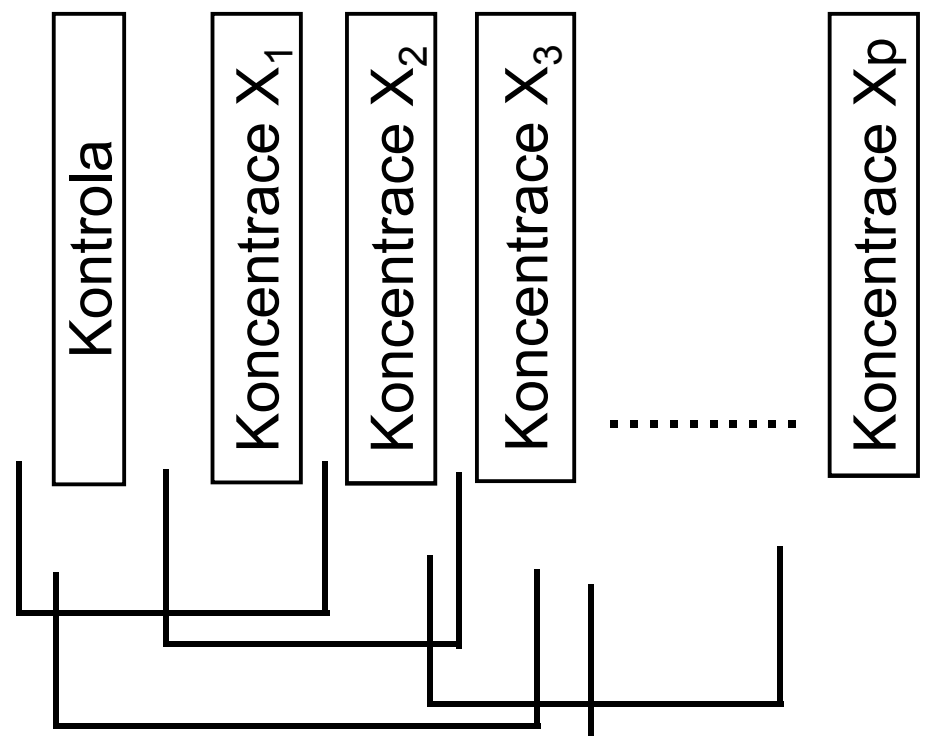 Kontrola
Koncentrace X₁
Koncentrace X₂
Koncentrace X₃
Koncentrace Xp